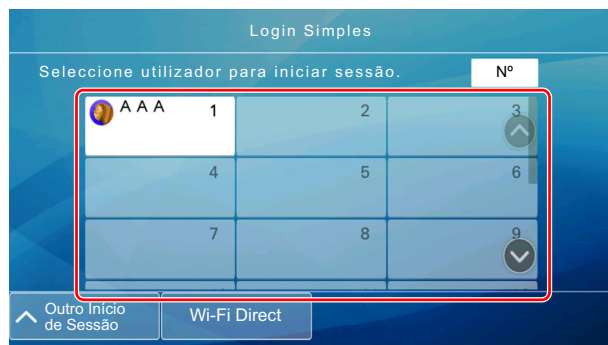 Login Simples
Seleccione utilizador para iniciar sessão.
Nº
A A A 1
2
3
4
5
6
7
8
9
Outro Início
de Sessão
Wi-Fi Direct